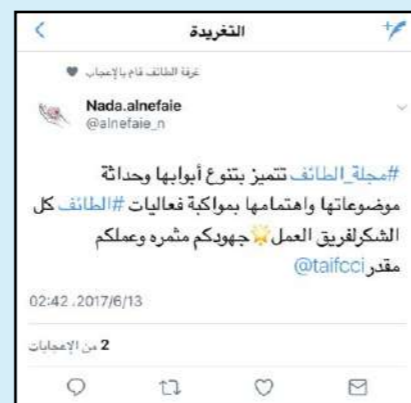 التغريدة
غرفة الطائف قام بالإعجاب
Nada.alnefaie
@alnefaie_n
#مجلة_الطائف تتميز بتنوع أبوابها وحداثة
موضوعاتها واهتمامها بمواكبة فعاليات #الطائف كل
الشكرلفريق العمل🌟جهودكم مثمره وعملكم
مقدر@taifcci
02:42 .2017/6/13
2 من الإعجابات